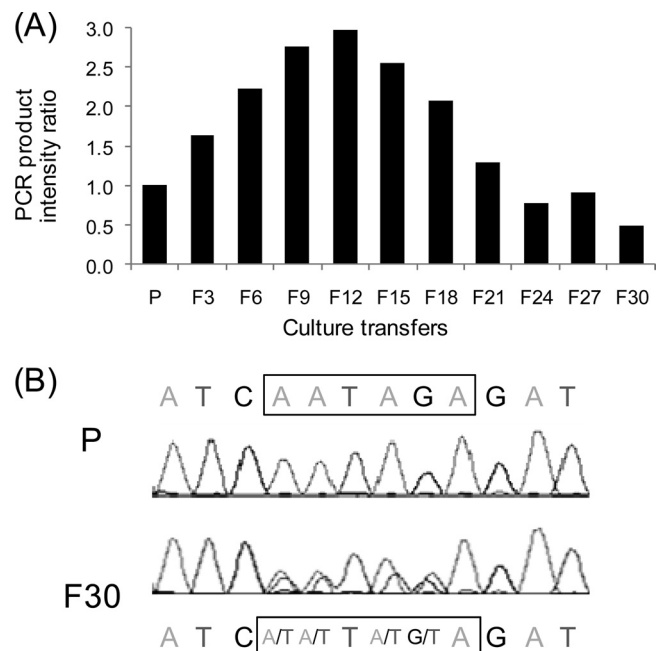 (A)
PCR product
intensity ratio
3.0
2.5
2.0
1.5
1.0
0.5
0.0
P F3 F6 F9 F12 F15 F18 F21 F24 F27 F30
Culture transfers
(B)
A T C A A T A G A G A T
P
F30
A T C A/T A/T T A/T G/T A G A T